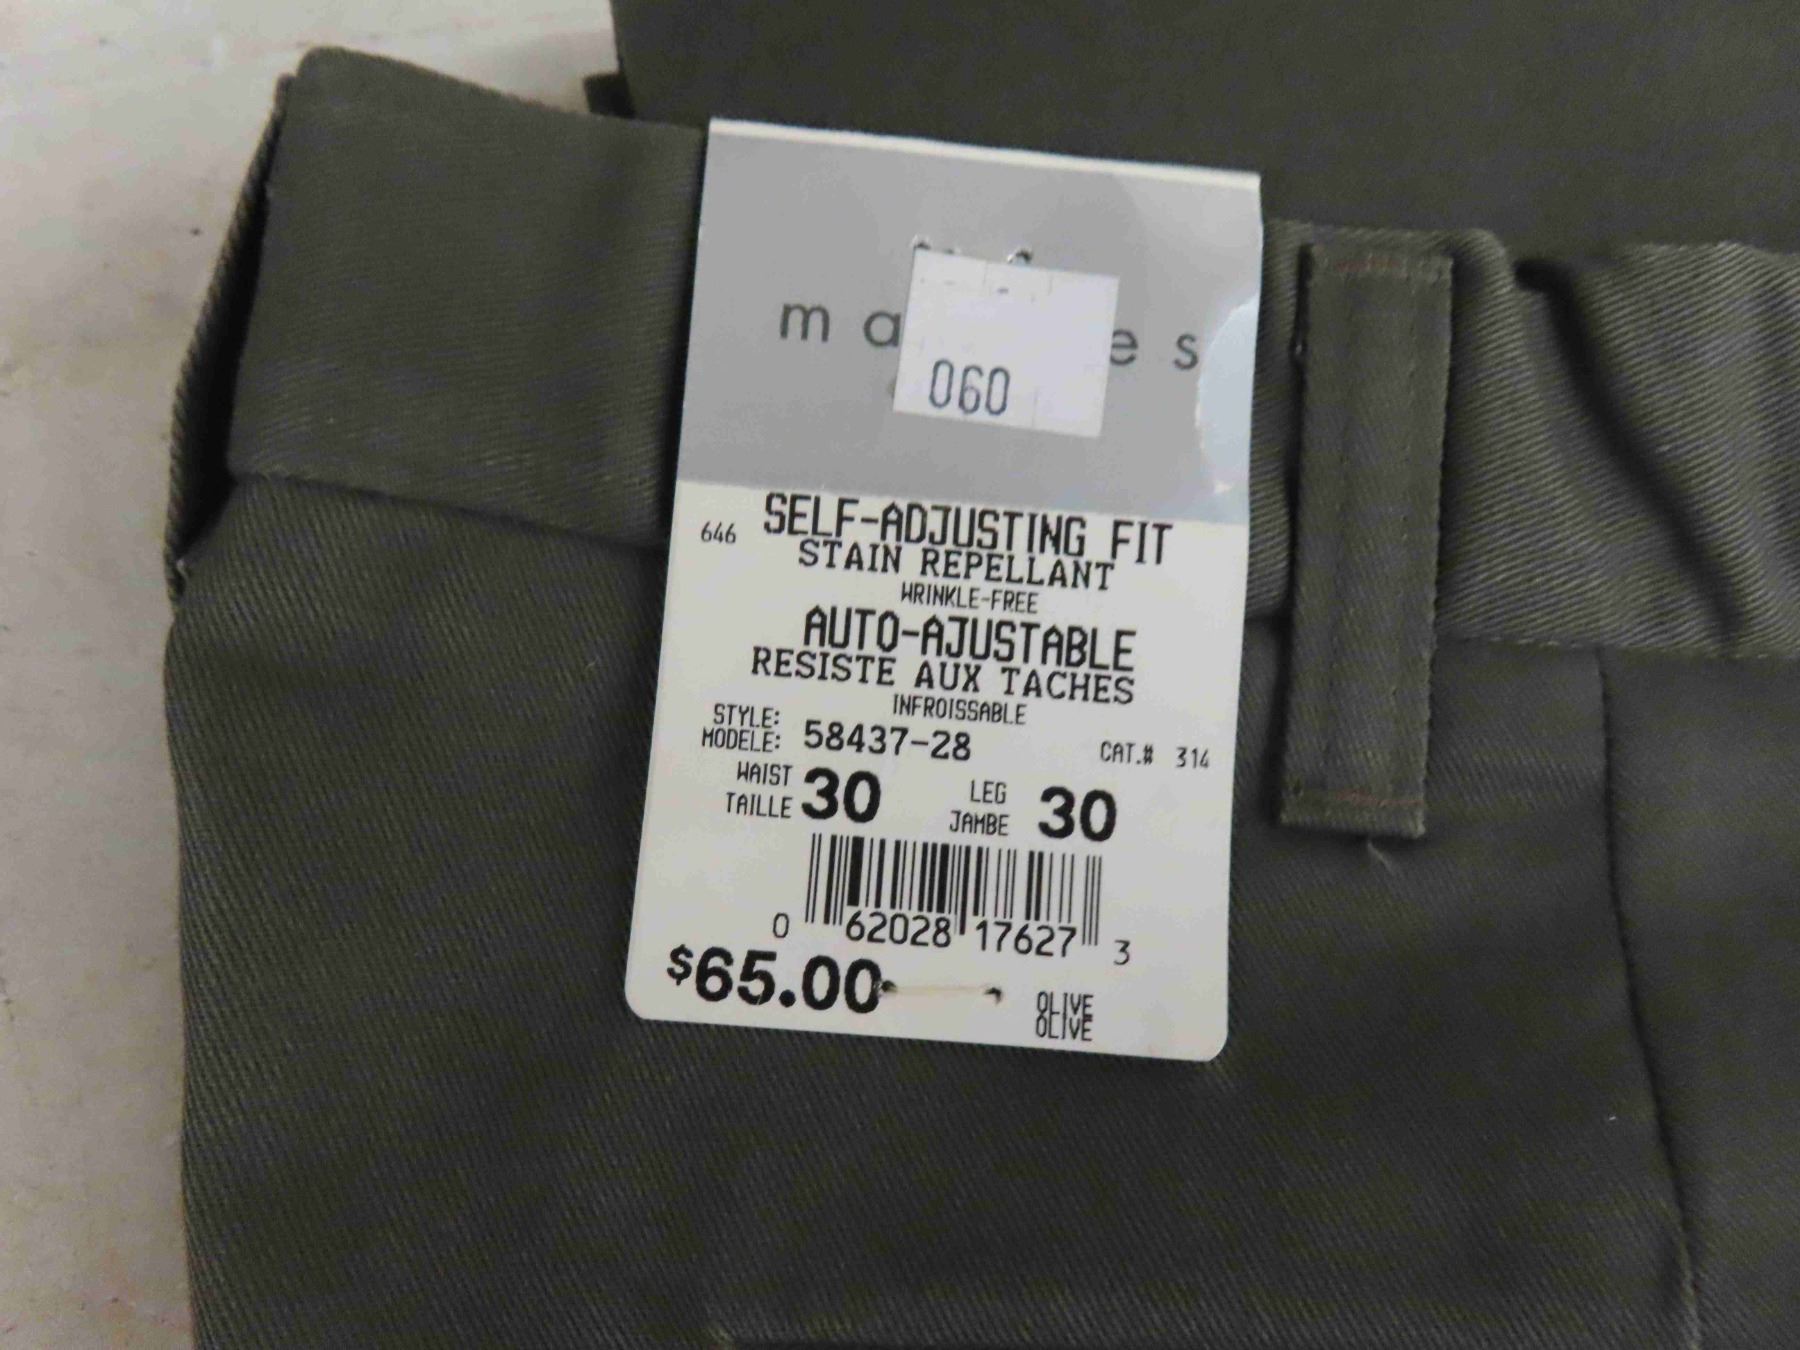 m a e s
060
646 SELF-ADJUSTING FIT
STAIN REPELLANT
WRINKLE-FREE
AUTO-AJUSTABLE
RESISTE AUX TACHES
INFROISSABLE
STYLE:
MODELE: 58437-28 CAT.# 314
WAIST
TAILLE 30
LEG
JAMBE 30
0 62028 17627 3
$65.00
OLIVE
OLIVE